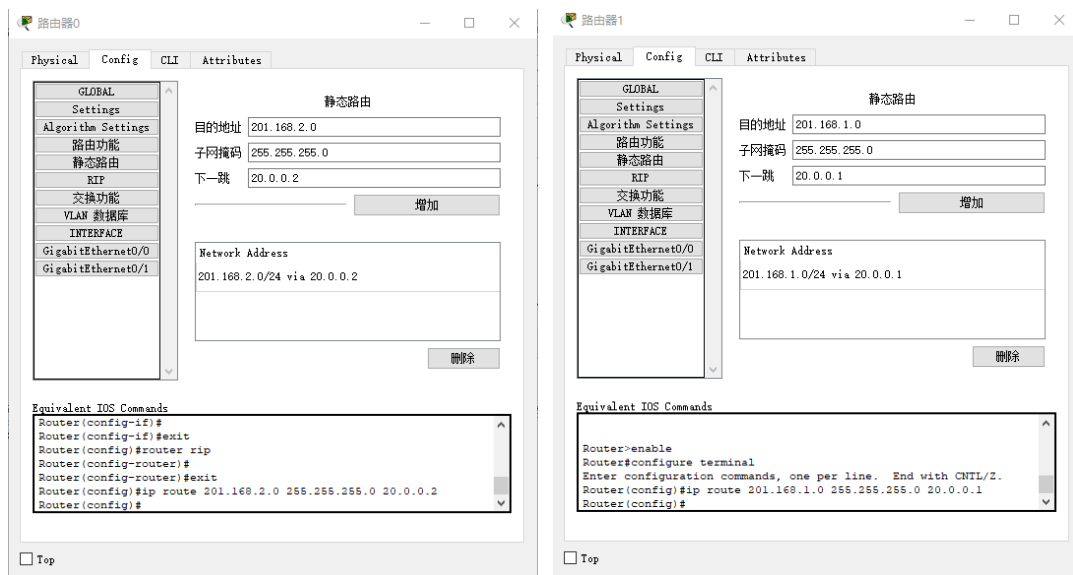 路由器0
Physical Config CLI Attributes
GLOBAL
Settings
Algorithm Settings
路由功能
静态路由
RIP
交换功能
VLAN 数据库
INTERFACE
GigabitEthernet0/0
GigabitEthernet0/1
静态路由
目的地址 201.168.2.0
子网掩码 255.255.255.0
下一跳 20.0.0.2
增加
Network Address
201.168.2.0/24 via 20.0.0.2
删除
Equivalent IOS Commands
Router(config-if)#
Router(config-if)#exit
Router(config)#router rip
Router(config-router)#
Router(config-router)#exit
Router(config)#ip route 201.168.2.0 255.255.255.0 20.0.0.2
Router(config)#
Top
路由器1
Physical Config CLI Attributes
GLOBAL
Settings
Algorithm Settings
路由功能
静态路由
RIP
交换功能
VLAN 数据库
INTERFACE
GigabitEthernet0/0
GigabitEthernet0/1
静态路由
目的地址 201.168.1.0
子网掩码 255.255.255.0
下一跳 20.0.0.1
增加
Network Address
201.168.1.0/24 via 20.0.0.1
删除
Equivalent IOS Commands
Router>enable
Router#configure terminal
Enter configuration commands, one per line. End with CNTL/Z.
Router(config)#ip route 201.168.1.0 255.255.255.0 20.0.0.1
Router(config)#
Top